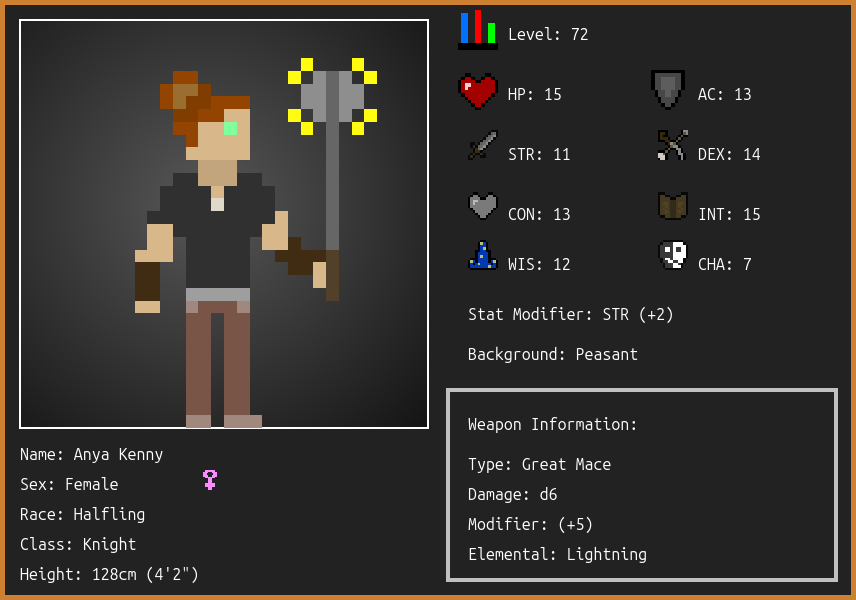 Level: 72
HP: 15
AC: 13
STR: 11
DEX: 14
CON: 13
INT: 15
WIS: 12
CHA: 7
Stat Modifier: STR (+2)
Background: Peasant
Weapon Information:
Type: Great Mace
Damage: d6
Modifier: (+5)
Elemental: Lightning
Name: Anya Kenny
Sex: Female
Race: Halfling
Class: Knight
Height: 128cm (4'2")